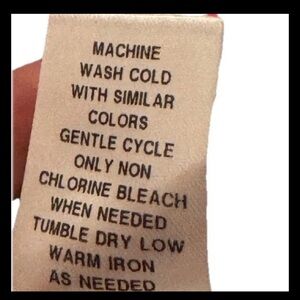 MACHINE
WASH COLD
WITH SIMILAR
COLORS
GENTLE CYCLE
ONLY NON
CHLORINE BLEACH
WHEN NEEDED
TUMBLE DRY LOW
WARM IRON
AS NEEDED